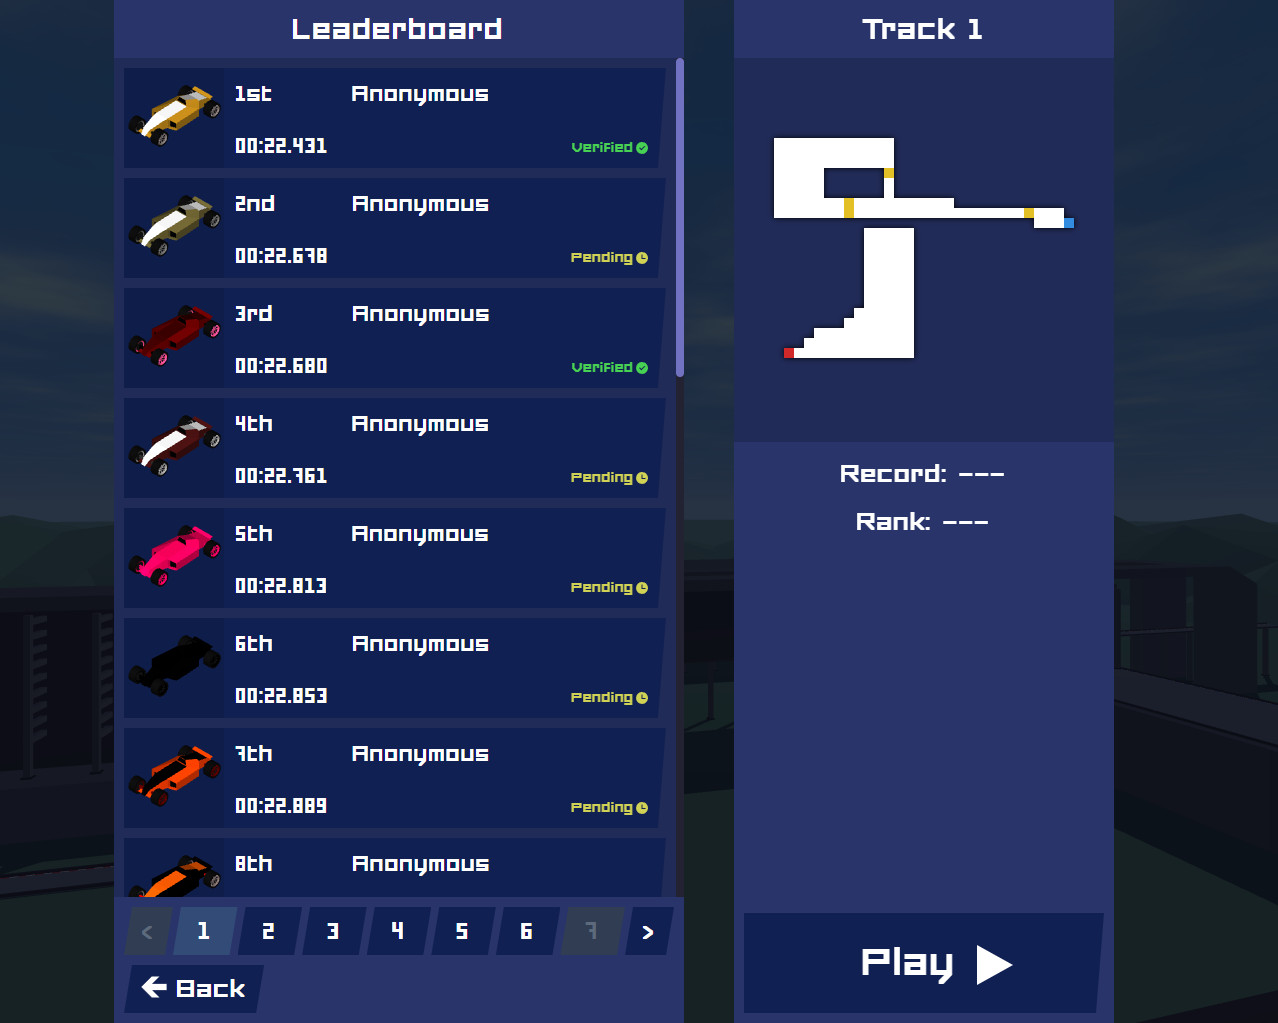 Leaderboard
1st Anonymous
00:22.431 Verified
2nd Anonymous
00:22.678 Pending
3rd Anonymous
00:22.680 Verified
4th Anonymous
00:22.761 Pending
5th Anonymous
00:22.813 Pending
6th Anonymous
00:22.853 Pending
7th Anonymous
00:22.889 Pending
8th Anonymous
< 1 2 3 4 5 6 7 >
Back
Track 1
Record: ---
Rank: ---
Play